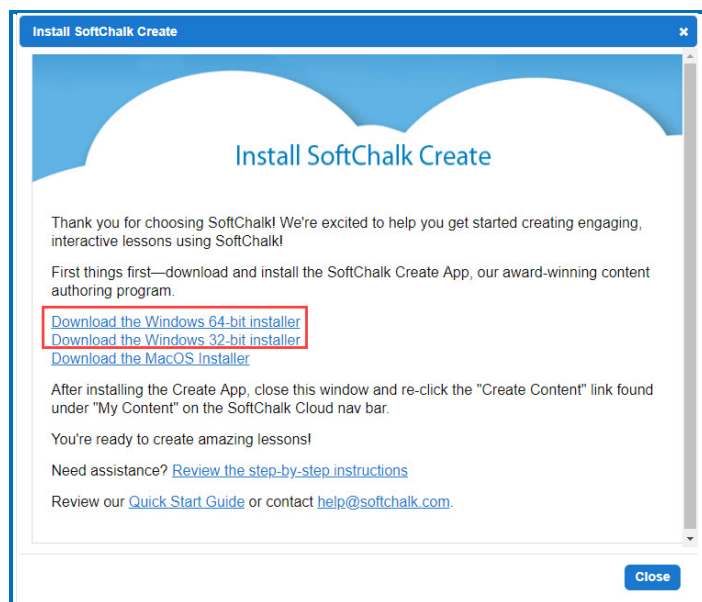 Install SoftChalk Create
Install SoftChalk Create
Thank you for choosing SoftChalk! We're excited to help you get started creating engaging,
interactive lessons using SoftChalk!
First things first—download and install the SoftChalk Create App, our award-winning content
authoring program.
Download the Windows 64-bit installer
Download the Windows 32-bit installer
Download the MacOS Installer
After installing the Create App, close this window and re-click the "Create Content" link found
under "My Content" on the SoftChalk Cloud nav bar.
You're ready to create amazing lessons!
Need assistance? Review the step-by-step instructions
Review our Quick Start Guide or contact help@softchalk.com.
Close